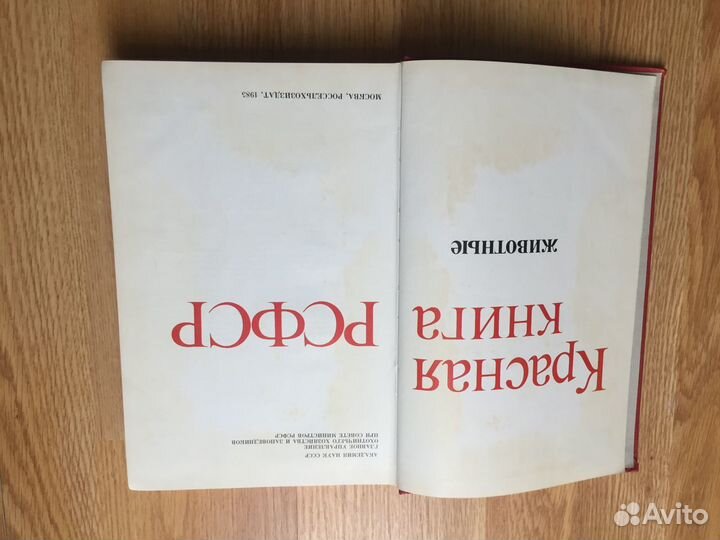 Красная
книга
ЖИВОТНЫЕ
АКАДЕМИЯ НАУК СССР
ГЛАВНОЕ УПРАВЛЕНИЕ
ОХОТНИЧЬЕГО ХОЗЯЙСТВА И ЗАПОВЕДНИКОВ
ПРИ СОВЕТЕ МИНИСТРОВ РСФСР
РСФСР
МОСКВА, РОССЕЛЬХОЗИЗДАТ, 1985
Avito